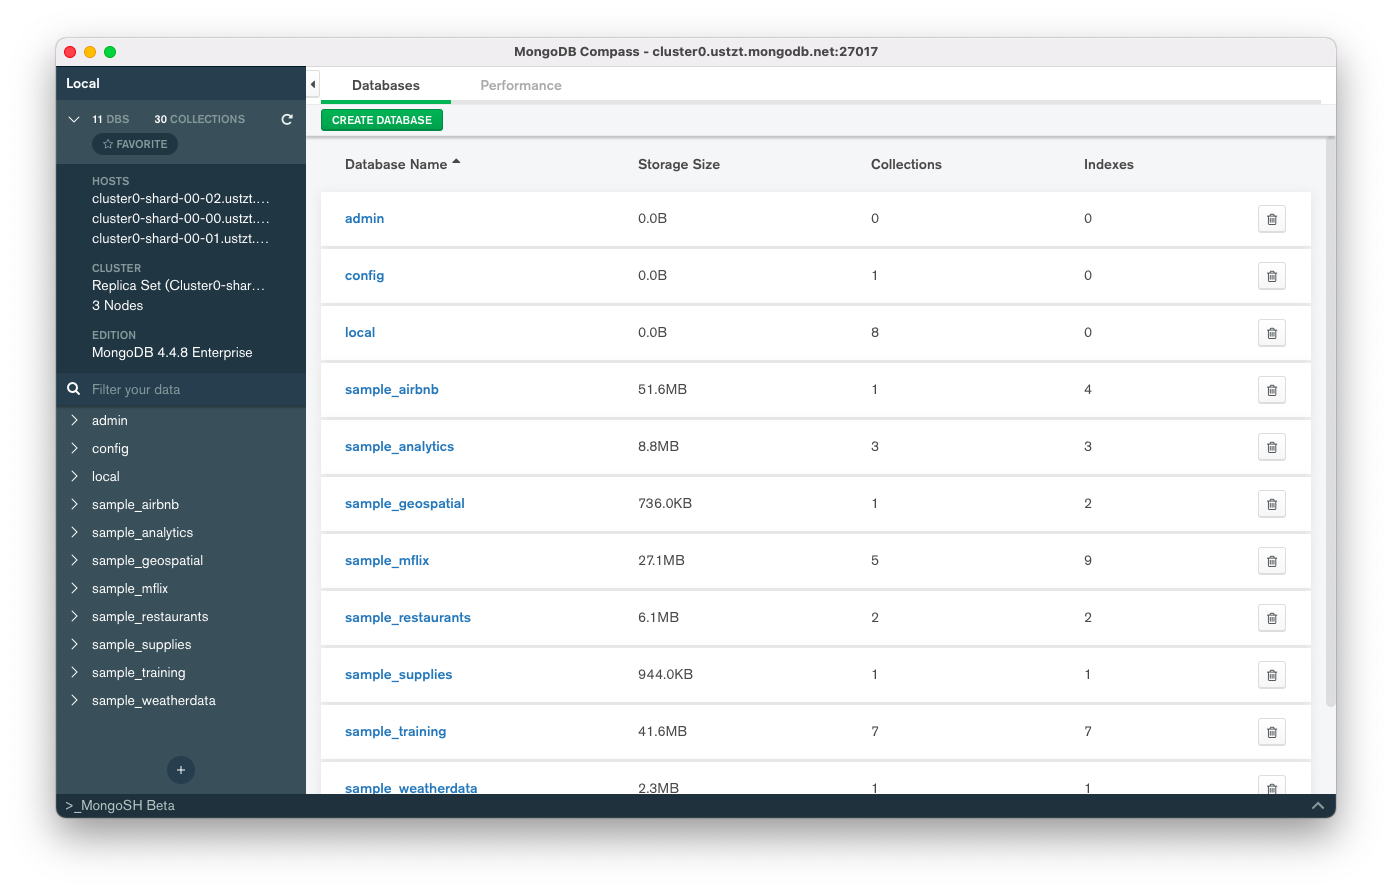 MongoDB Compass - cluster0.ustzt.mongodb.net:27017
Local
11 DBS 30 COLLECTIONS
FAVORITE
HOSTS
cluster0-shard-00-02.ustzt....
cluster0-shard-00-00.ustzt....
cluster0-shard-00-01.ustzt....
CLUSTER
Replica Set (Cluster0-shar...
3 Nodes
EDITION
MongoDB 4.4.8 Enterprise
Filter your data
admin
config
local
sample_airbnb
sample_analytics
sample_geospatial
sample_mflix
sample_restaurants
sample_supplies
sample_training
sample_weatherdata
+
Databases Performance
CREATE DATABASE
Database Name Storage Size Collections Indexes
admin 0.0B 0 0
config 0.0B 1 0
local 0.0B 8 0
sample_airbnb 51.6MB 1 4
sample_analytics 8.8MB 3 3
sample_geospatial 736.0KB 1 2
sample_mflix 27.1MB 5 9
sample_restaurants 6.1MB 2 2
sample_supplies 944.0KB 1 1
sample_training 41.6MB 7 7
sample_weatherdata 2.3MB 1 1
>_MongoSH Beta